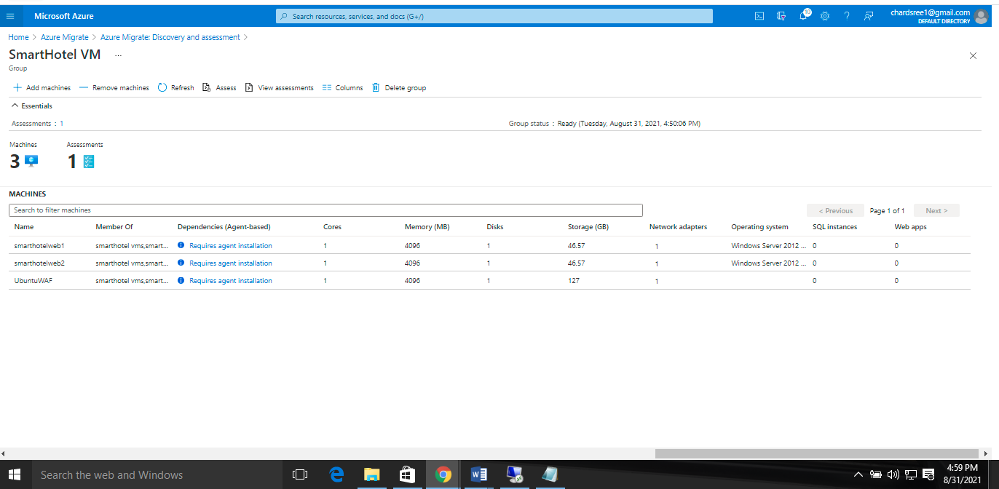 Microsoft Azure
Search resources, services, and docs (G+/)
10
?
chardsree1@gmail.com
DEFAULT DIRECTORY
Home > Azure Migrate > Azure Migrate: Discovery and assessment >
SmartHotel VM ...
Group
Add machines Remove machines Refresh Assess View assessments Columns Delete group
Essentials
Assessments : 1 Group status : Ready (Tuesday, August 31, 2021, 4:50:06 PM)
Machines Assessments
3 1
MACHINES
Search to filter machines < Previous Page 1 of 1 Next >
Name Member Of Dependencies (Agent-based) Cores Memory (MB) Disks Storage (GB) Network adapters Operating system SQL instances Web apps
smarthotelweb1 smarthotel vms,smart... Requires agent installation 1 4096 1 46.57 1 Windows Server 2012 ... 0 0
smarthotelweb2 smarthotel vms,smart... Requires agent installation 1 4096 1 46.57 1 Windows Server 2012 ... 0 0
UbuntuWAF smarthotel vms,smart... Requires agent installation 1 4096 1 127 1 0 0
Search the web and Windows
4:59 PM
8/31/2021